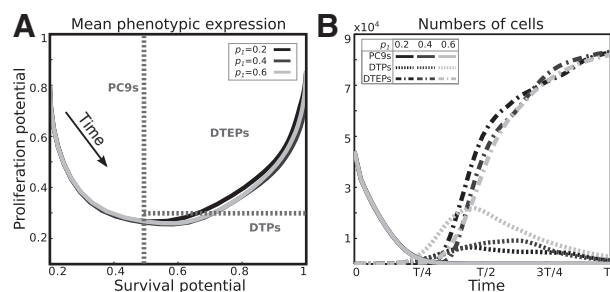 A
Mean phenotypic expression
Proliferation potential
1
0.8
0.6
0.4
0.2
p₁=0.2
p₁=0.4
p₁=0.6
PC9s
Time
DTEPs
DTPs
0.2 0.4 0.6 0.8 1
Survival potential
B
Numbers of cells
x10⁴
9
7
5
3
1
p₁ 0.2 0.4 0.6
PC9s
DTPs
DTEPs
0 T/4 T/2 3T/4 T
Time